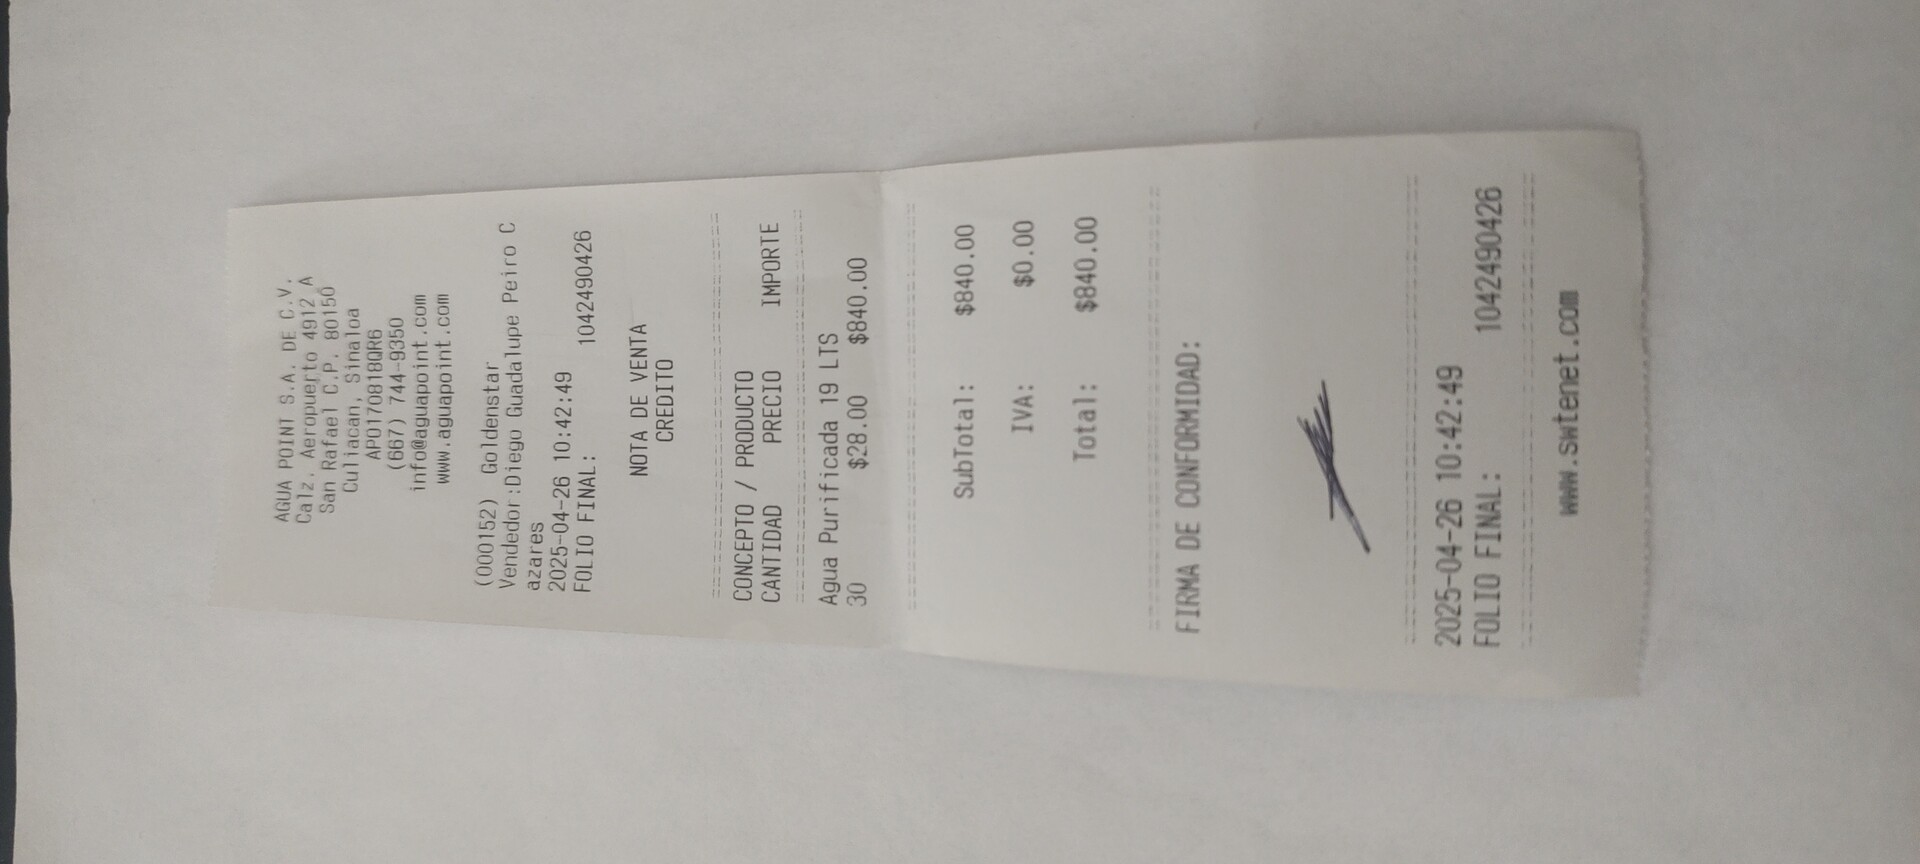 AGUA POINT S.A. DE C.V.
Calz. Aeropuerto 4912 A
San Rafael C.P. 80150
Culiacan, Sinaloa
APO170818QR6
(667) 744-9350
info@aguapoint.com
www.aguapoint.com
(000152) Goldenstar
Vendedor:Diego Guadalupe Peiro C
azares
2025-04-26 10:42:49
FOLIO FINAL: 1042490426
NOTA DE VENTA
CREDITO
CONCEPTO / PRODUCTO
CANTIDAD PRECIO IMPORTE
Agua Purificada 19 LTS
30 $28.00 $840.00
SubTotal: $840.00
IVA: $0.00
Total: $840.00
FIRMA DE CONFORMIDAD:
2025-04-26 10:42:49
FOLIO FINAL: 1042490426
www.swtenet.com